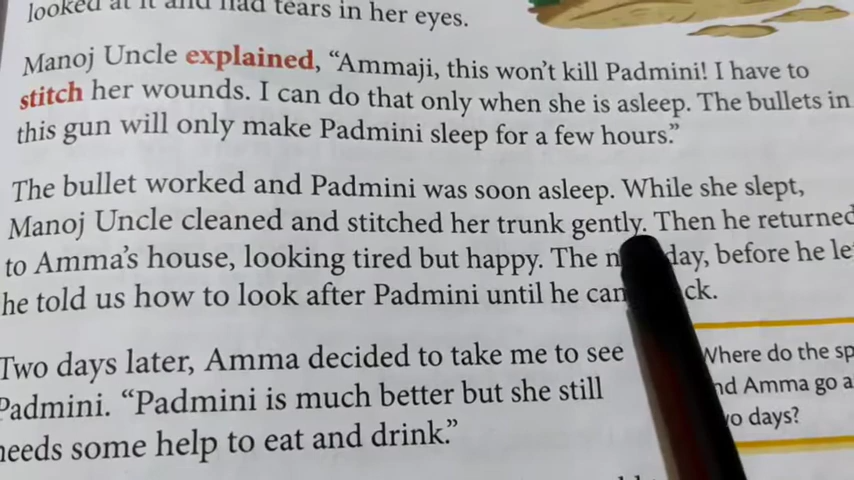 looked at it and had tears in her eyes.
Manoj Uncle explained, “Ammaji, this won’t kill Padmini! I have to
stitch her wounds. I can do that only when she is asleep. The bullets in
this gun will only make Padmini sleep for a few hours.”
The bullet worked and Padmini was soon asleep. While she slept,
Manoj Uncle cleaned and stitched her trunk gently. Then he returned
to Amma’s house, looking tired but happy. The day, before he
he told us how to look after Padmini until he
Two days later, Amma decided to take me to see
Padmini. “Padmini is much better but she still
needs some help to eat and drink.”
Where do the
Amma go
days?